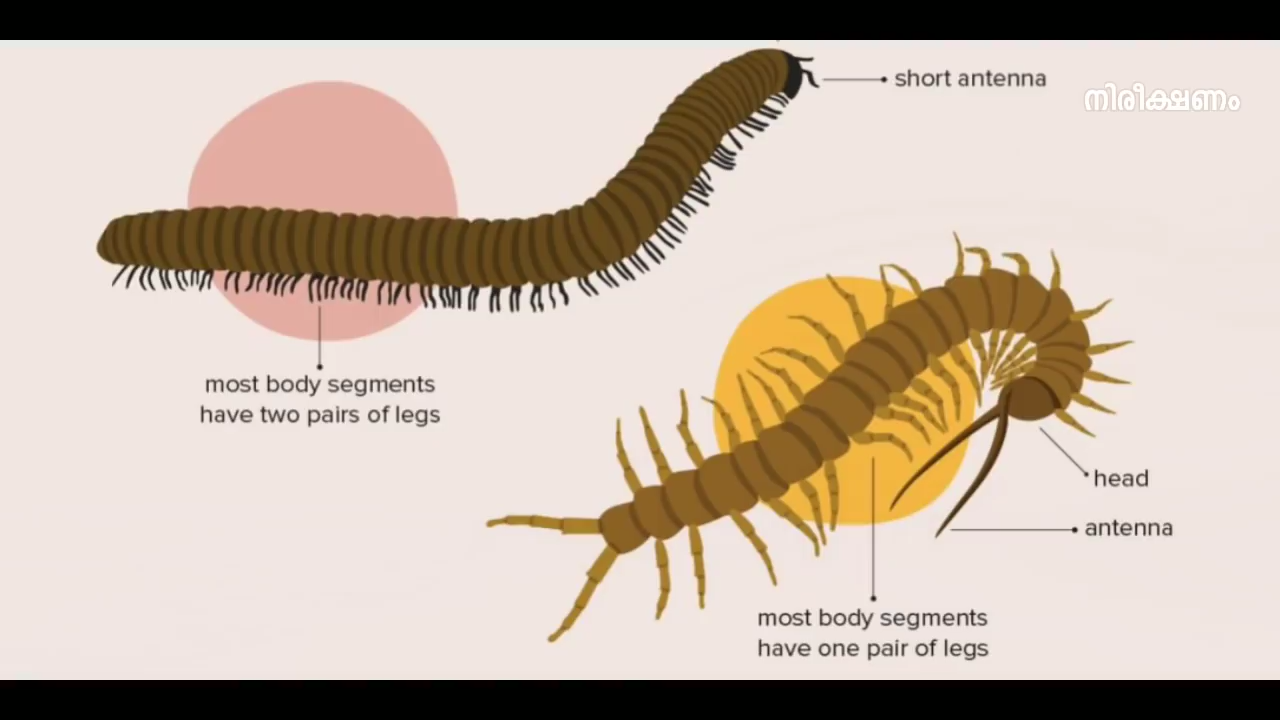 short antenna
നിരീക്ഷണം
most body segments
have two pairs of legs
head
antenna
most body segments
have one pair of legs